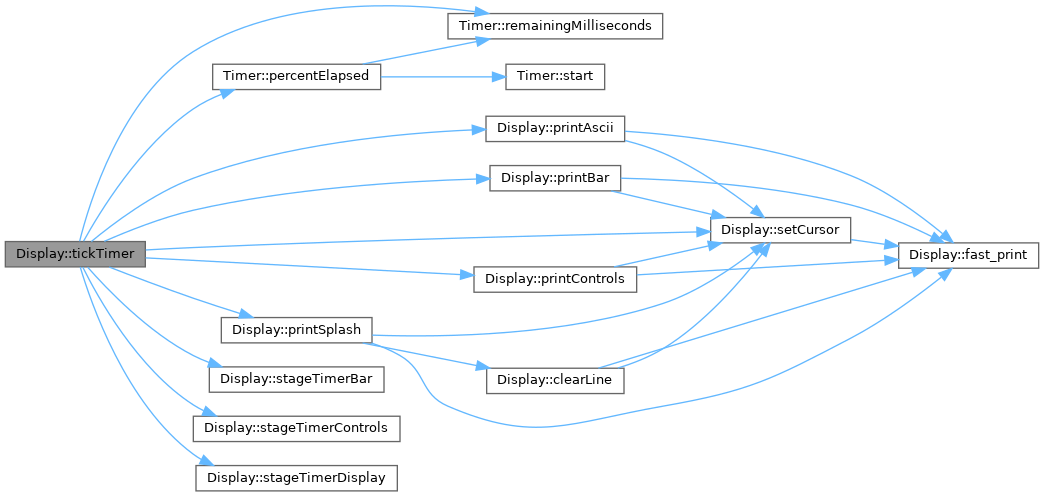 Timer::remainingMilliseconds
Timer::percentElapsed
Timer::start
Display::printAscii
Display::printBar
Display::setCursor
Display::tickTimer
Display::fast_print
Display::printControls
Display::printSplash
Display::stageTimerBar
Display::clearLine
Display::stageTimerControls
Display::stageTimerDisplay